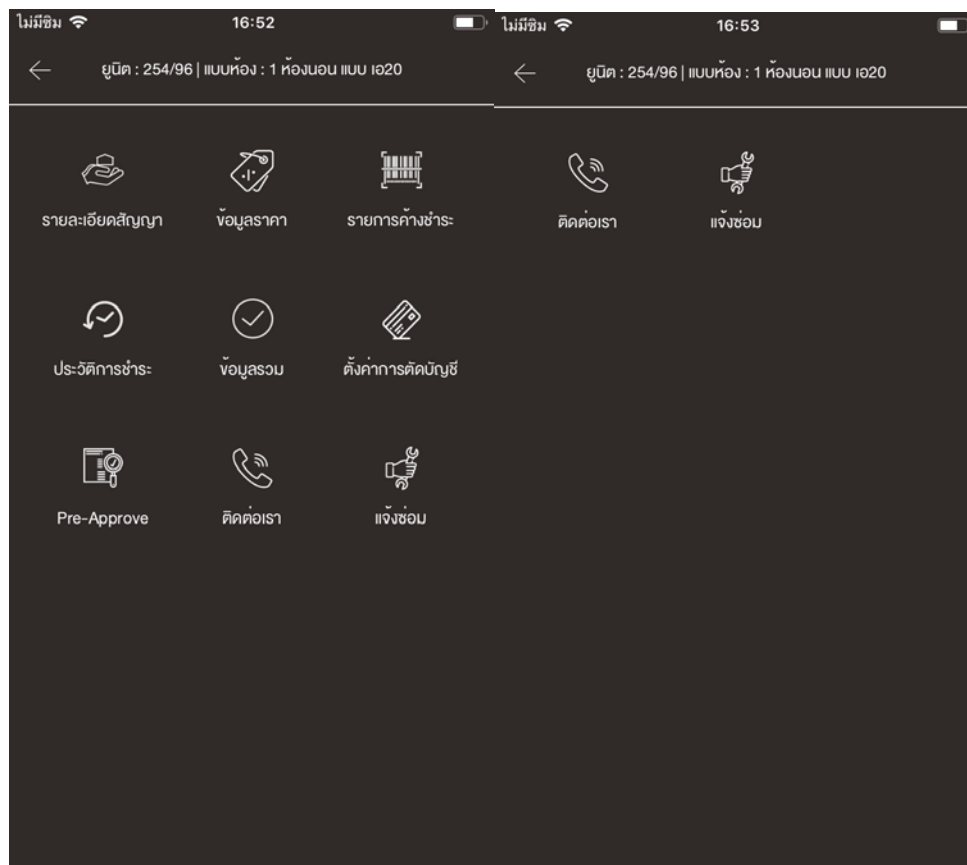 ไม่มีซิม 16:52
ยูนิต : 254/96 | แบบห้อง : 1 ห้องนอน แบบ เอ20
รายละเอียดสัญญา ข้อมูลราคา รายการค้างชำระ
ประวัติการชำระ ข้อมูลรวม ตั้งค่าการตัดบัญชี
Pre-Approve ติดต่อเรา แจ้งซ่อม
ไม่มีซิม 16:53
ยูนิต : 254/96 | แบบห้อง : 1 ห้องนอน แบบ เอ20
ติดต่อเรา แจ้งซ่อม